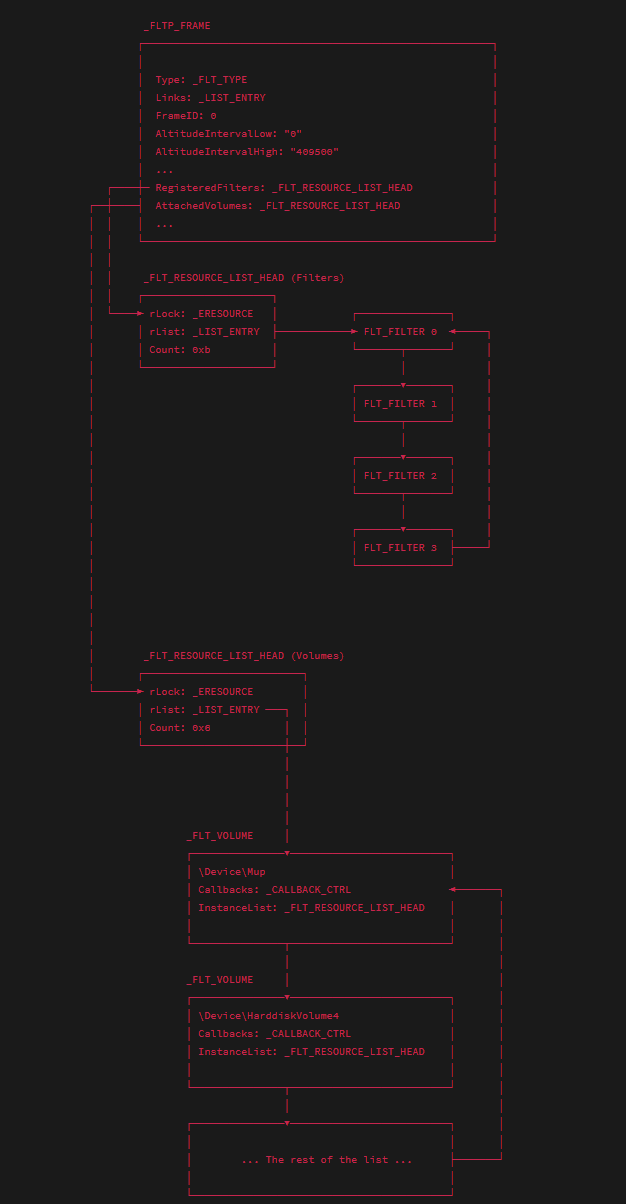 _FLTP_FRAME
Type: _FLT_TYPE
Links: _LIST_ENTRY
FrameID: 0
AltitudeIntervalLow: "0"
AltitudeIntervalHigh: "409500"
...
RegisteredFilters: _FLT_RESOURCE_LIST_HEAD
AttachedVolumes: _FLT_RESOURCE_LIST_HEAD
...
_FLT_RESOURCE_LIST_HEAD (Filters)
rLock: _ERESOURCE
rList: _LIST_ENTRY
Count: 0xb
FLT_FILTER 0
FLT_FILTER 1
FLT_FILTER 2
FLT_FILTER 3
_FLT_RESOURCE_LIST_HEAD (Volumes)
rLock: _ERESOURCE
rList: _LIST_ENTRY
Count: 0x6
_FLT_VOLUME
\Device\Mup
Callbacks: _CALLBACK_CTRL
InstanceList: _FLT_RESOURCE_LIST_HEAD
_FLT_VOLUME
\Device\HarddiskVolume4
Callbacks: _CALLBACK_CTRL
InstanceList: _FLT_RESOURCE_LIST_HEAD
... The rest of the list ...